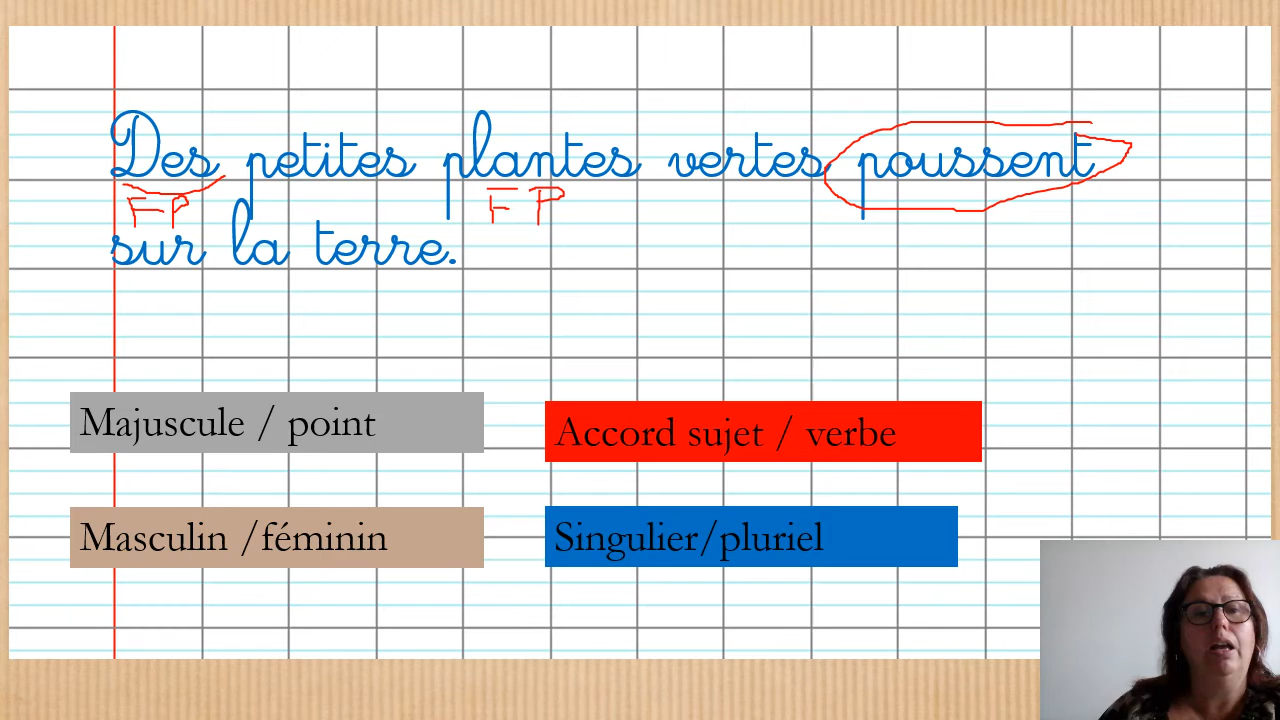 Des petites plantes vertes poussent
FP FP
sur la terre.
Majuscule / point
Accord sujet / verbe
Masculin /féminin
Singulier/pluriel